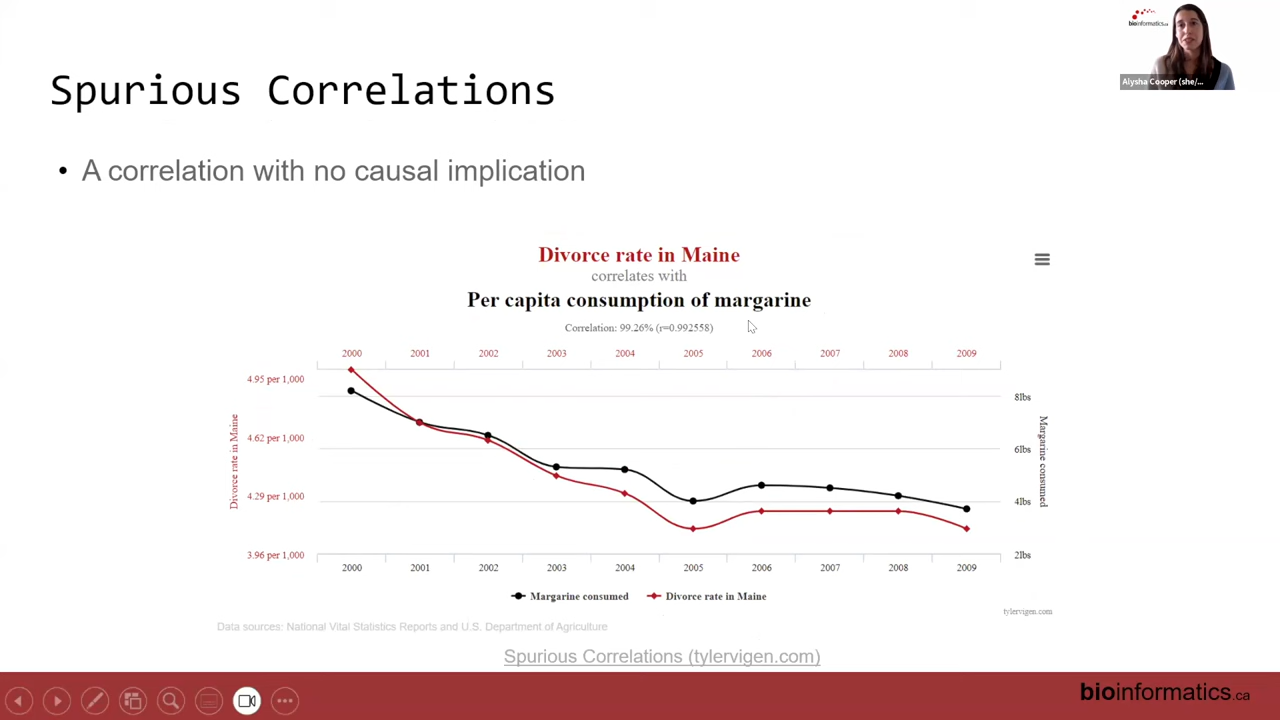 bioinformatics.ca
Alysha Cooper (she/...
Spurious Correlations
• A correlation with no causal implication
Divorce rate in Maine
correlates with
Per capita consumption of margarine
Correlation: 99.26% (r=0.992558)
2000 2001 2002 2003 2004 2005 2006 2007 2008 2009
4.95 per 1,000
4.62 per 1,000
4.29 per 1,000
3.96 per 1,000
Divorce rate in Maine
8lbs
6lbs
4lbs
2lbs
Margarine consumed
2000 2001 2002 2003 2004 2005 2006 2007 2008 2009
Margarine consumed Divorce rate in Maine
tylervigen.com
Data sources: National Vital Statistics Reports and U.S. Department of Agriculture
Spurious Correlations (tylervigen.com)
bioinformatics.ca